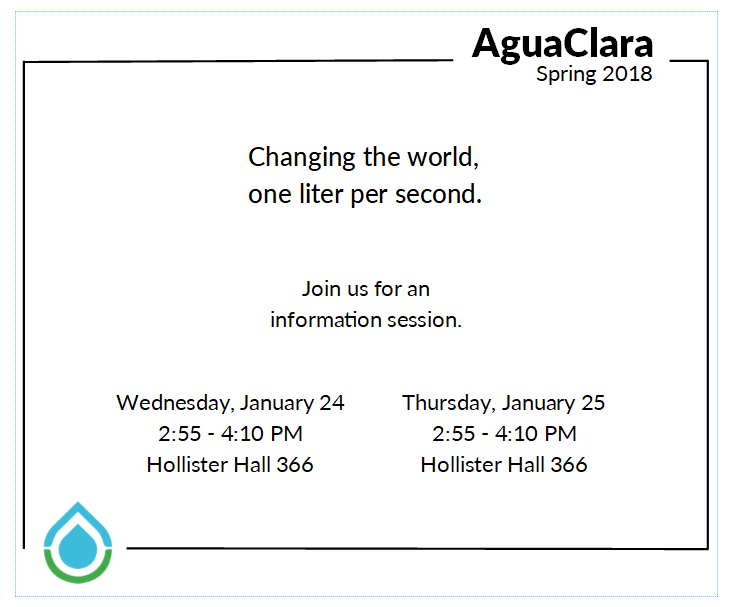 AguaClara
Spring 2018
Changing the world,
one liter per second.
Join us for an
information session.
Wednesday, January 24
2:55 - 4:10 PM
Hollister Hall 366
Thursday, January 25
2:55 - 4:10 PM
Hollister Hall 366